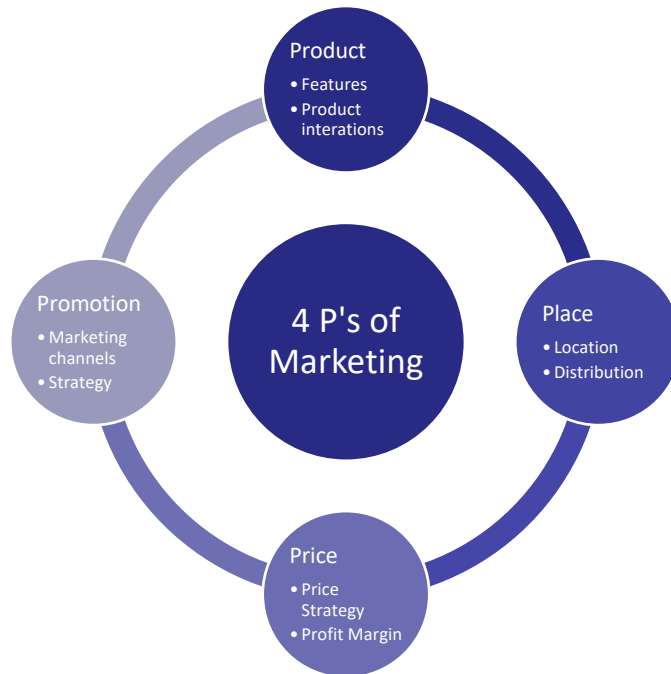 Product
• Features
• Product
interations
Promotion
• Marketing
channels
• Strategy
4 P's of
Marketing
Place
• Location
• Distribution
Price
• Price
Strategy
• Profit Margin